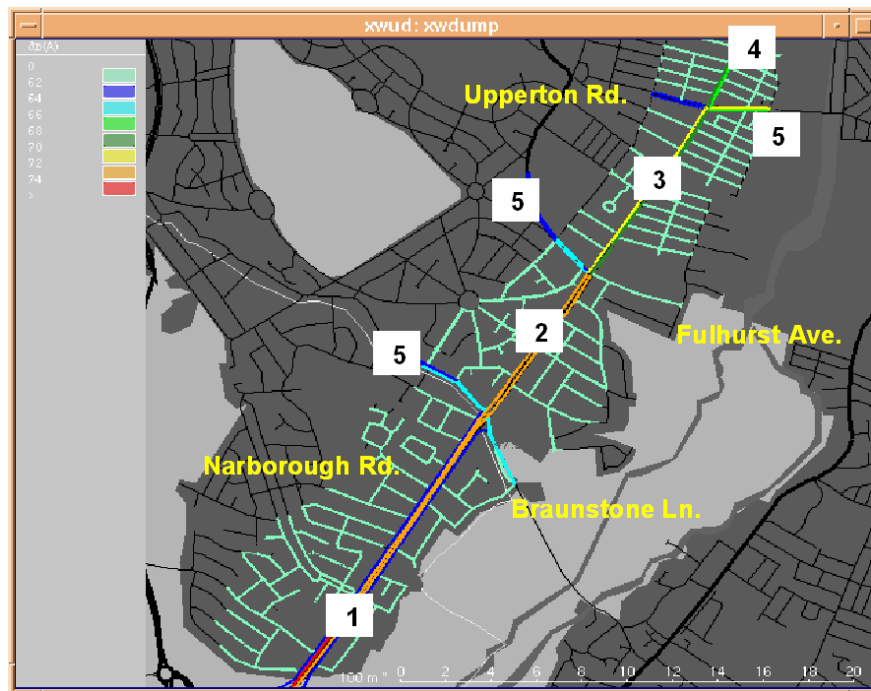 xwud: xwdump
dB(A)
0
62
64
66
68
70
72
74
>
4
Upperton Rd.
5
3
5
2
Fulhurst Ave.
5
Narborough Rd.
Braunstone Ln.
1
100 m * 0 2 4 6 8 10 12 14 16 18 20